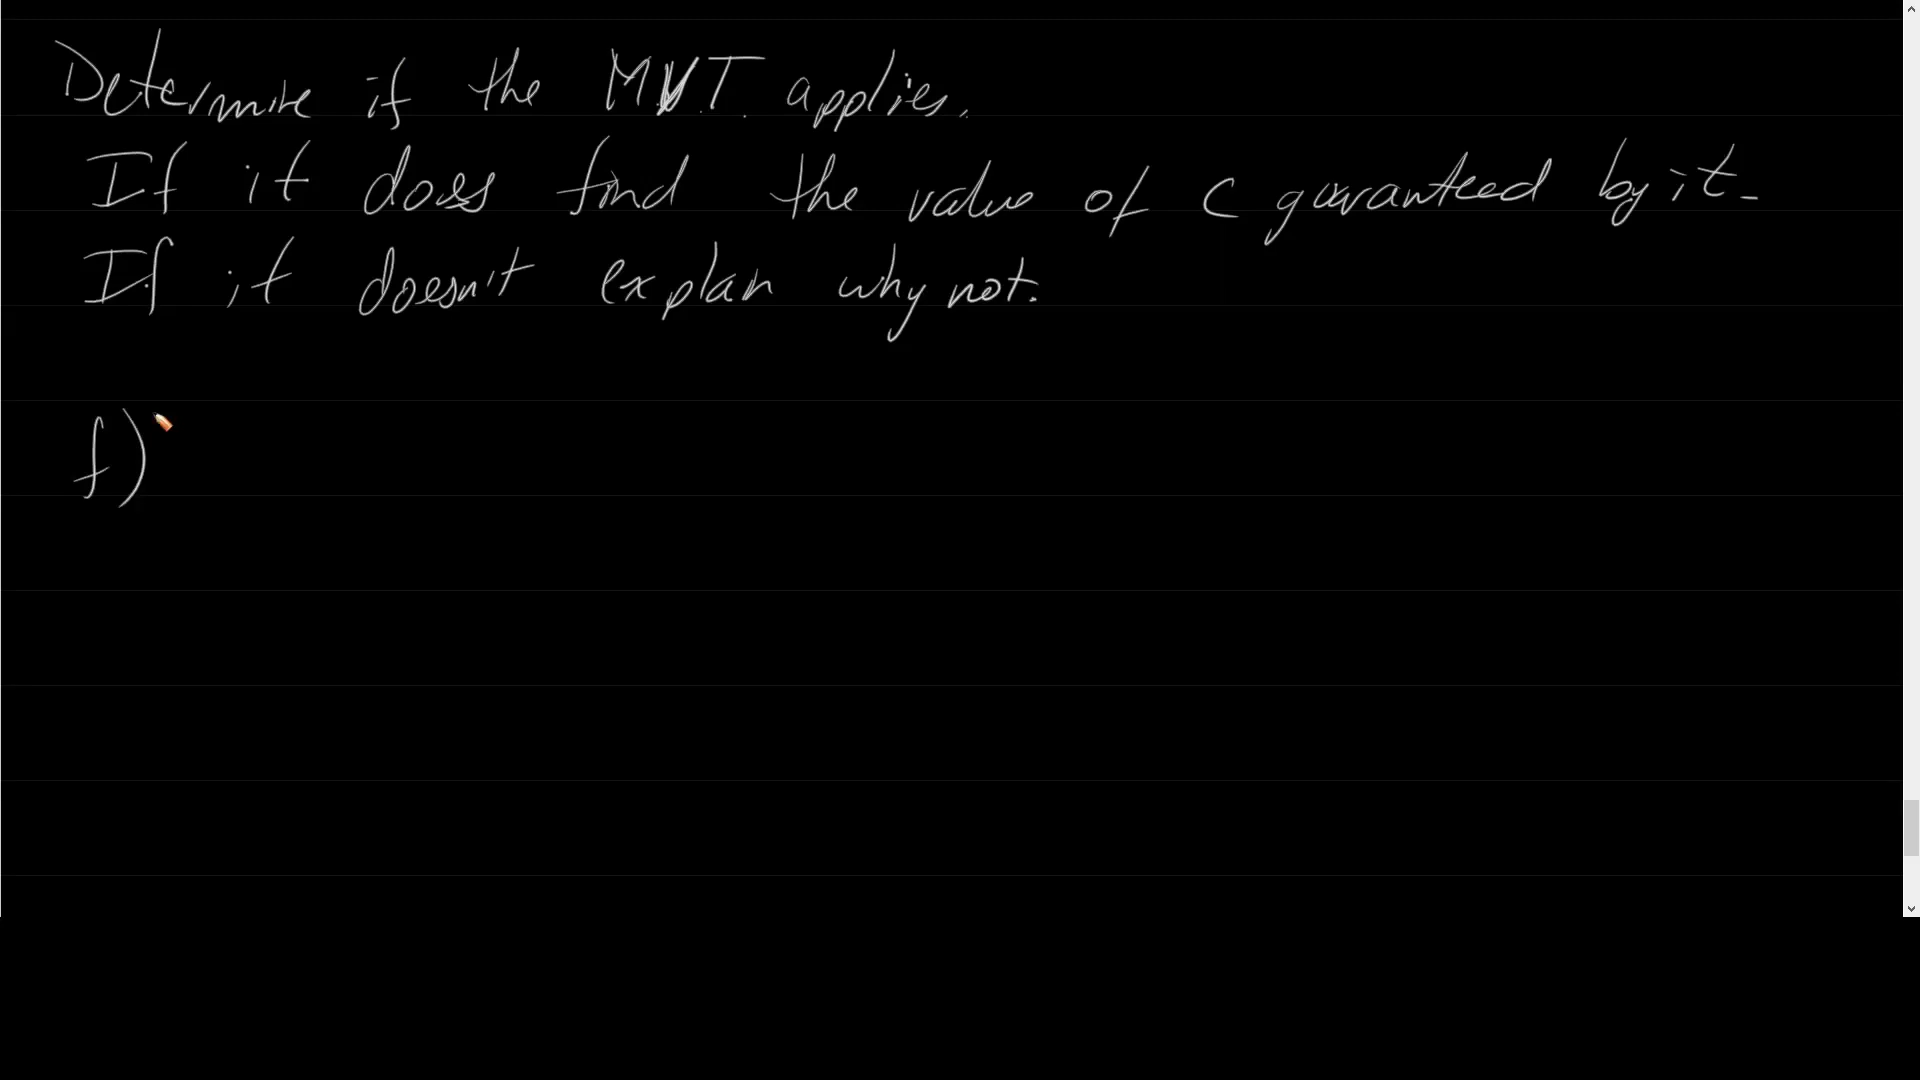 Determine if the MVT applies.
If it does find the value of c guaranteed by it.
If it doesn't explain why not.
f)